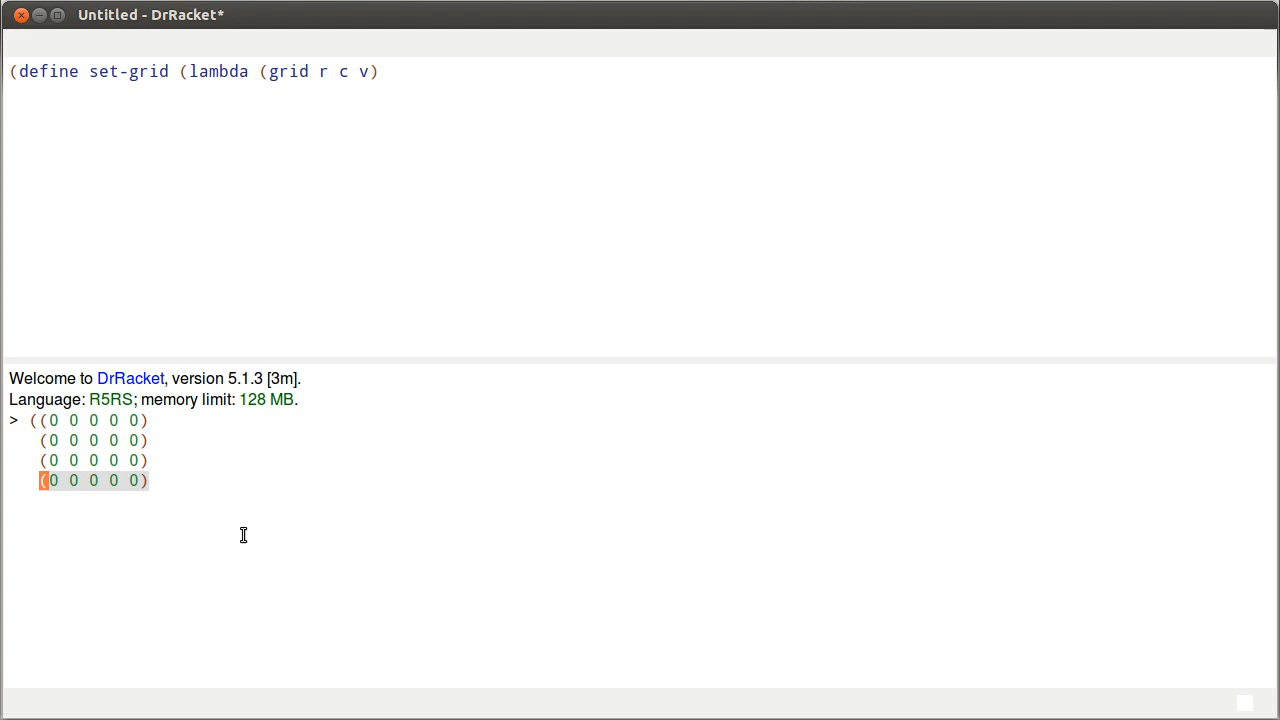 Untitled - DrRacket*
(define set-grid (lambda (grid r c v)
Welcome to DrRacket, version 5.1.3 [3m].
Language: R5RS; memory limit: 128 MB.
> ((0 0 0 0 0)
(0 0 0 0 0)
(0 0 0 0 0)
(0 0 0 0 0)